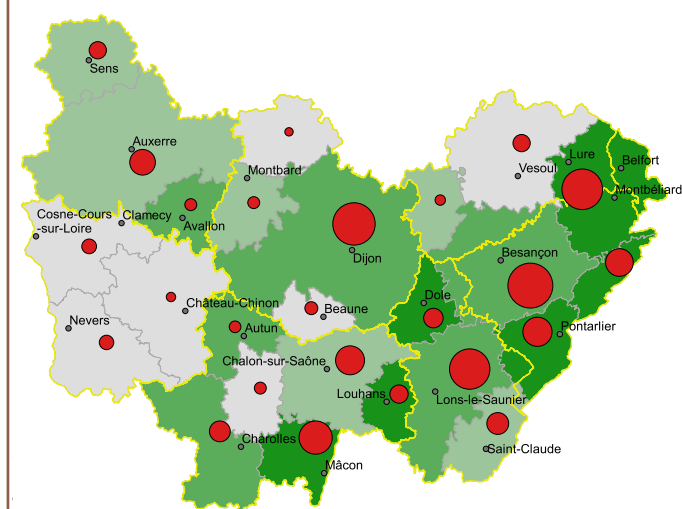 Sens
Auxerre
Lure
Belfort
Vesoul
Montbard
Montbéliard
Cosne-Cours
-sur-Loire
Clamecy
Avallon
Besançon
Dijon
Dole
Château-Chinon
Beaune
Nevers
Autun
Pontarlier
Chalon-sur-Saône
Louhans
Lons-le-Saunier
Charolles
Saint-Claude
Mâcon